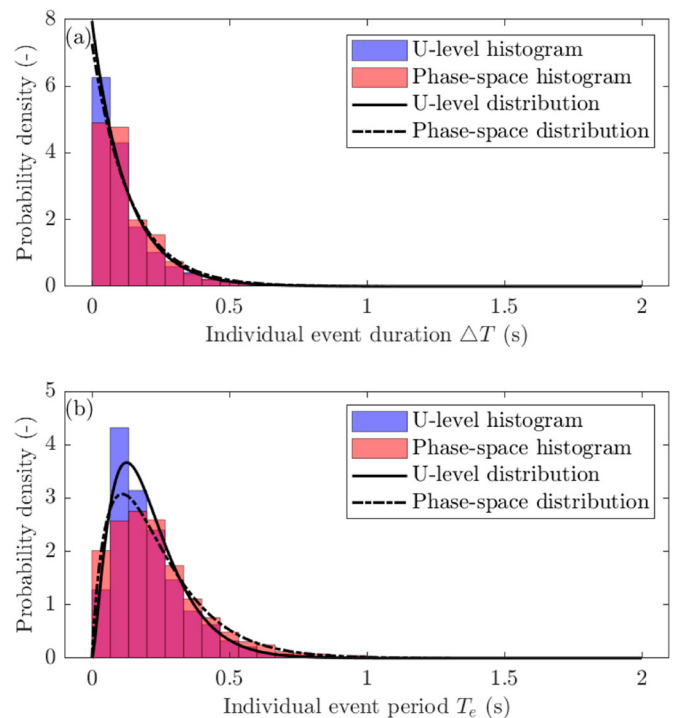 (a)
8
6
4
2
0
Probability density (-)
U-level histogram
Phase-space histogram
U-level distribution
Phase-space distribution
0 0.5 1 1.5 2
Individual event duration △T (s)
(b)
5
4
3
2
1
0
Probability density (-)
U-level histogram
Phase-space histogram
U-level distribution
Phase-space distribution
0 0.5 1 1.5 2
Individual event period Tₑ (s)